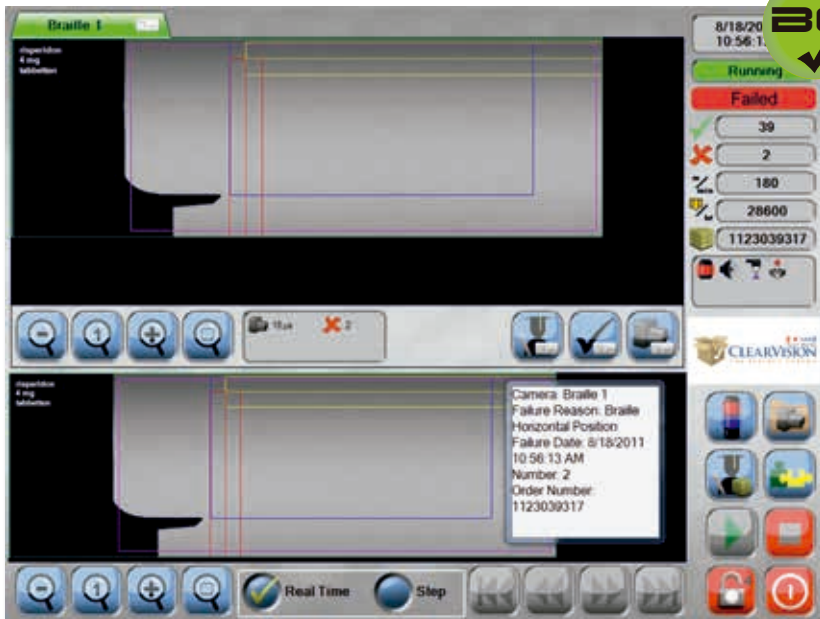 Braille 1
risperidon
4 mg
tabletten
8/18/20
10:56:1
Running
Failed
39
2
180
28600
1123039317
1
2
CLEARVISION
risperidon
4 mg
tabletten
Camera: Braille 1
Failure Reason: Braille
Horizontal Position
Failure Date: 8/18/2011
10:56:13 AM
Number: 2
Order Number:
1123039317
1
Real Time
Step